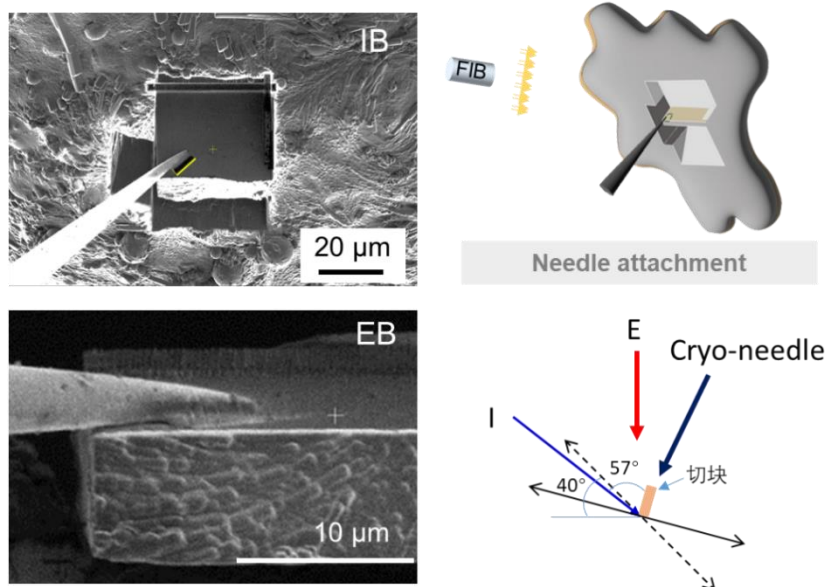 IB
20 µm
FIB
Needle attachment
EB
10 µm
E
Cryo-needle
I
57°
40°
切块